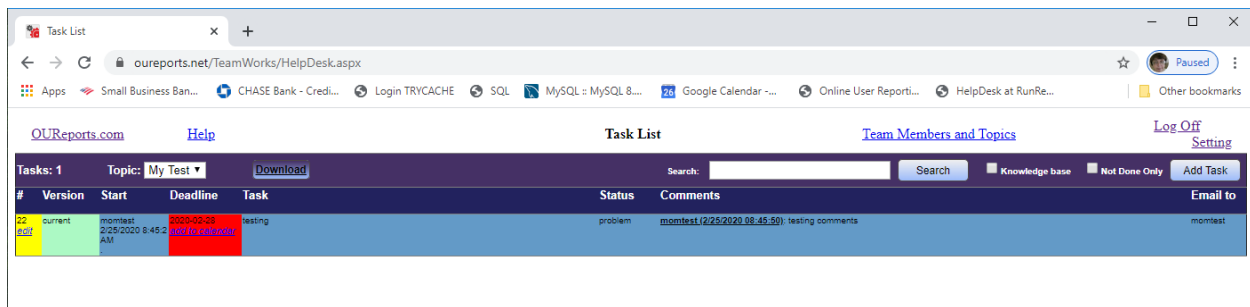 Task List
oureports.net/TeamWorks/HelpDesk.aspx
Paused
Apps Small Business Ban... CHASE Bank - Credi... Login TRYCACHE SQL MySQL :: MySQL 8.... 26 Google Calendar -... Online User Reporti... HelpDesk at RunRe... Other bookmarks
OUReports.com Help Task List Team Members and Topics Log Off
Setting
Tasks: 1 Topic: My Test Download Search: Search Knowledge base Not Done Only Add Task
# Version Start Deadline Task Status Comments Email to
22 current momtest 2020-02-28 testing problem momtest (2/25/2020 08:45:50): testing comments momtest
edit 2/25/2020 8:45:2 add to calendar
AM